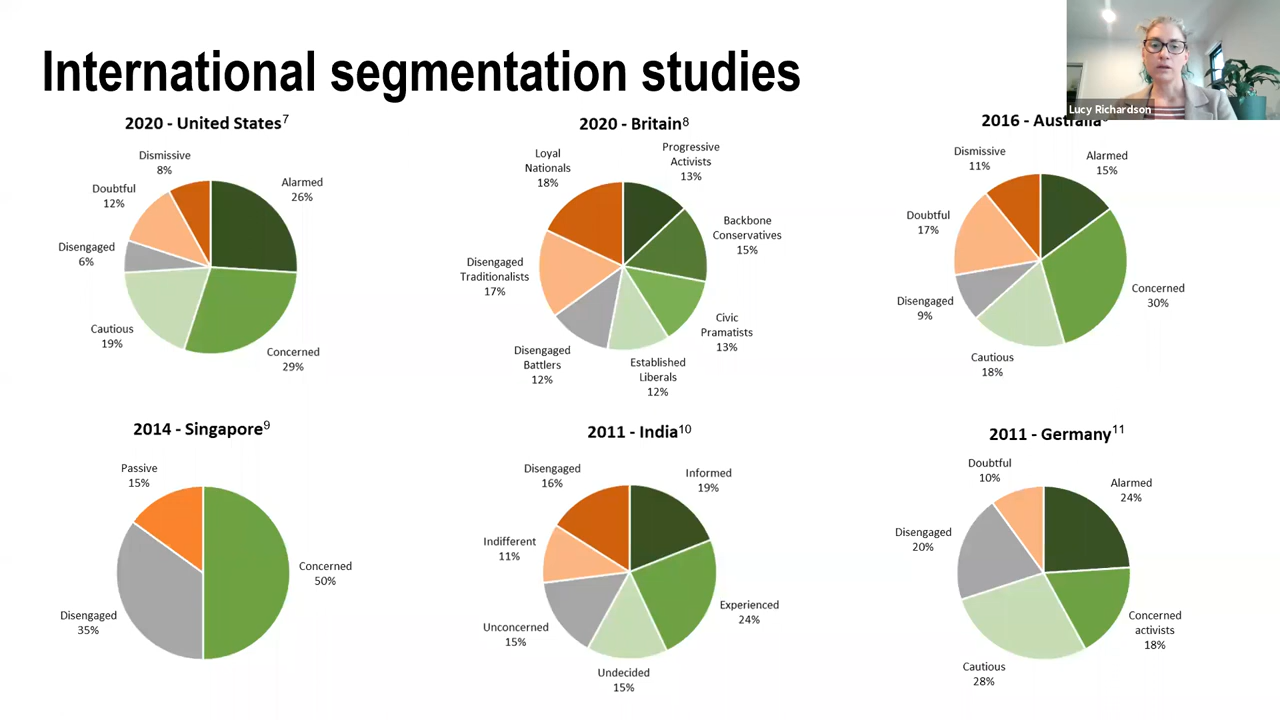 International segmentation studies
Lucy Richardson
2020 - United States7
Dismissive
8%
Doubtful
12%
Disengaged
6%
Cautious
19%
Alarmed
26%
Concerned
29%
2020 - Britain8
Loyal
Nationals
18%
Progressive
Activists
13%
Backbone
Conservatives
15%
Disengaged
Traditionalists
17%
Civic
Pramatists
13%
Disengaged
Battlers
12%
Established
Liberals
12%
2016 - Australia
Dismissive
11%
Alarmed
15%
Doubtful
17%
Concerned
30%
Disengaged
9%
Cautious
18%
2014 - Singapore9
Passive
15%
Concerned
50%
Disengaged
35%
2011 - India10
Disengaged
16%
Informed
19%
Indifferent
11%
Experienced
24%
Unconcerned
15%
Undecided
15%
2011 - Germany11
Doubtful
10%
Alarmed
24%
Disengaged
20%
Concerned
activists
18%
Cautious
28%